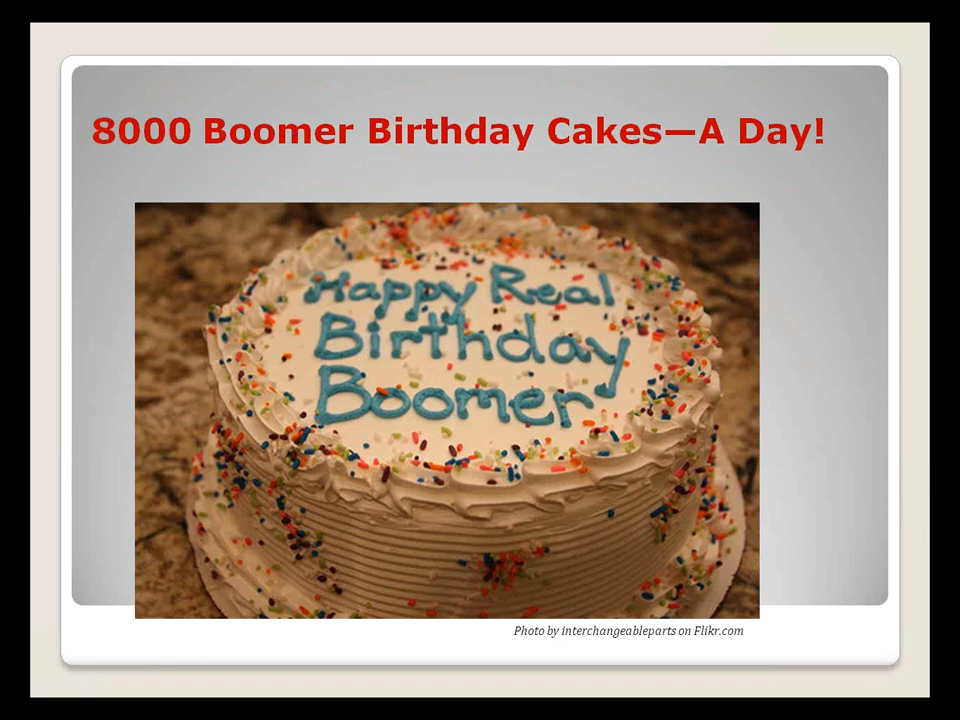 8000 Boomer Birthday Cakes—A Day!
Happy Real
Birthday
Boomer
Photo by interchangeableparts on Flikr.com